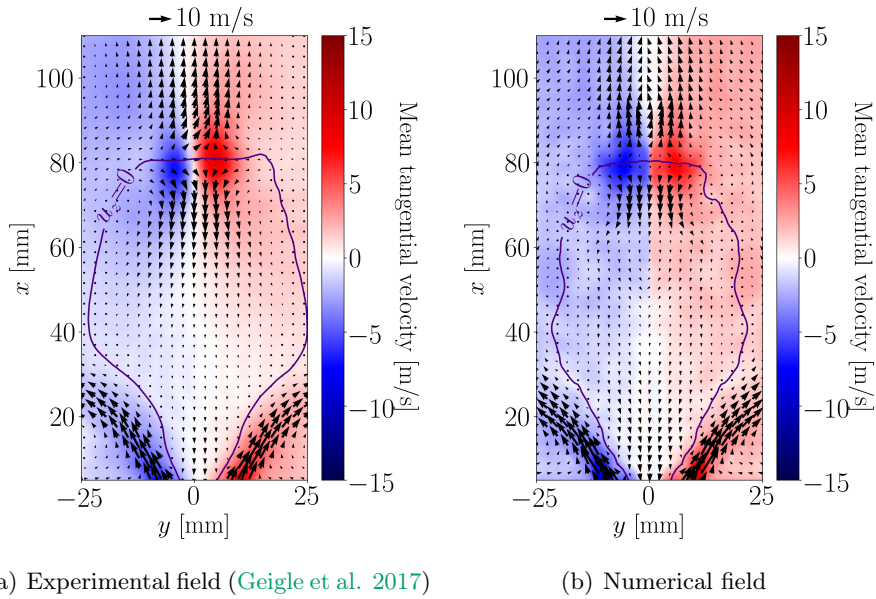 10 m/s
100
80
60
40
20
x [mm]
−25
0
25
y [mm]
u_z=0
15
10
5
0
−5
−10
−15
Mean tangential velocity [m/s]
a) Experimental field (Geigle et al. 2017)
10 m/s
100
80
60
40
20
x [mm]
−25
0
25
y [mm]
u_z=0
15
10
5
0
−5
−10
−15
Mean tangential velocity [m/s]
(b) Numerical field